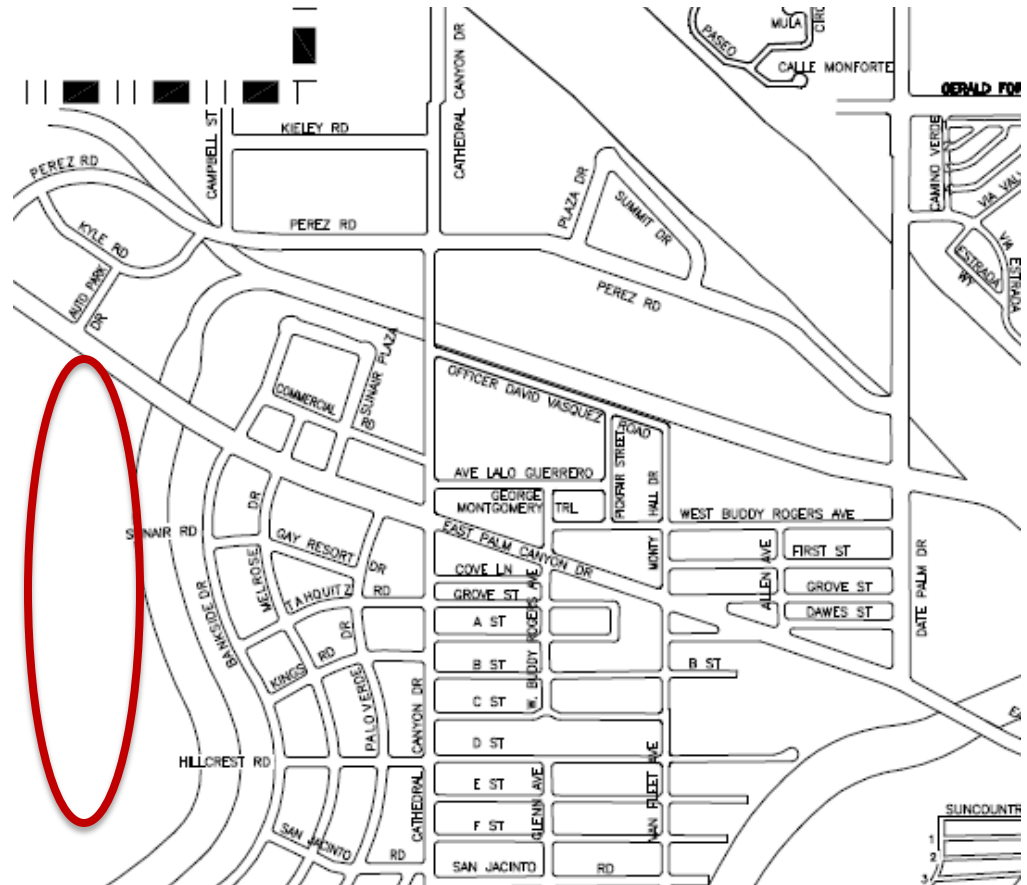 MULA
CIRC
PASEO
CALLE MONFORTE
CATHEDRAL CANYON DR
GERALD FOR
KIELEY RD
CAMPBELL ST
CAMINO VERDE
PEREZ RD
PLAZA DR
SUMMIT DR
VIA VALL
PEREZ RD
KYLE RD
VIA ESTRADA
ESTRADA
WY
AUTO PARK
DR
PEREZ RD
SUNAIR PLAZA
COMMERCIAL
OFFICER DAVID VASQUEZ
ROAD
PICKFAIR STREET
AVE LALO GUERRERO
MONTY HALL DR
GEORGE
MONTGOMERY TRL
WEST BUDDY ROGERS AVE
SUNAIR RD
DR
MELROSE
GAY RESORT
DR
EAST PALM CANYON DR
FIRST ST
ALLEN AVE
DATE PALM DR
COVE LN
GROVE ST
TAHQUITZ
RD
GROVE ST
DAWES ST
BANKSIDE DR
A ST
W. BUDDY ROGERS AVE
KINGS
RD
PALO VERDE
DR
B ST
B ST
C ST
CATHEDRAL
CANYON DR
D ST
HILLCREST RD
E ST
GLENN AVE
VAN FLEET AVE
F ST
SUNCOUNTR
1
2
3
SAN JACINTO
RD
SAN JACINTO
RD